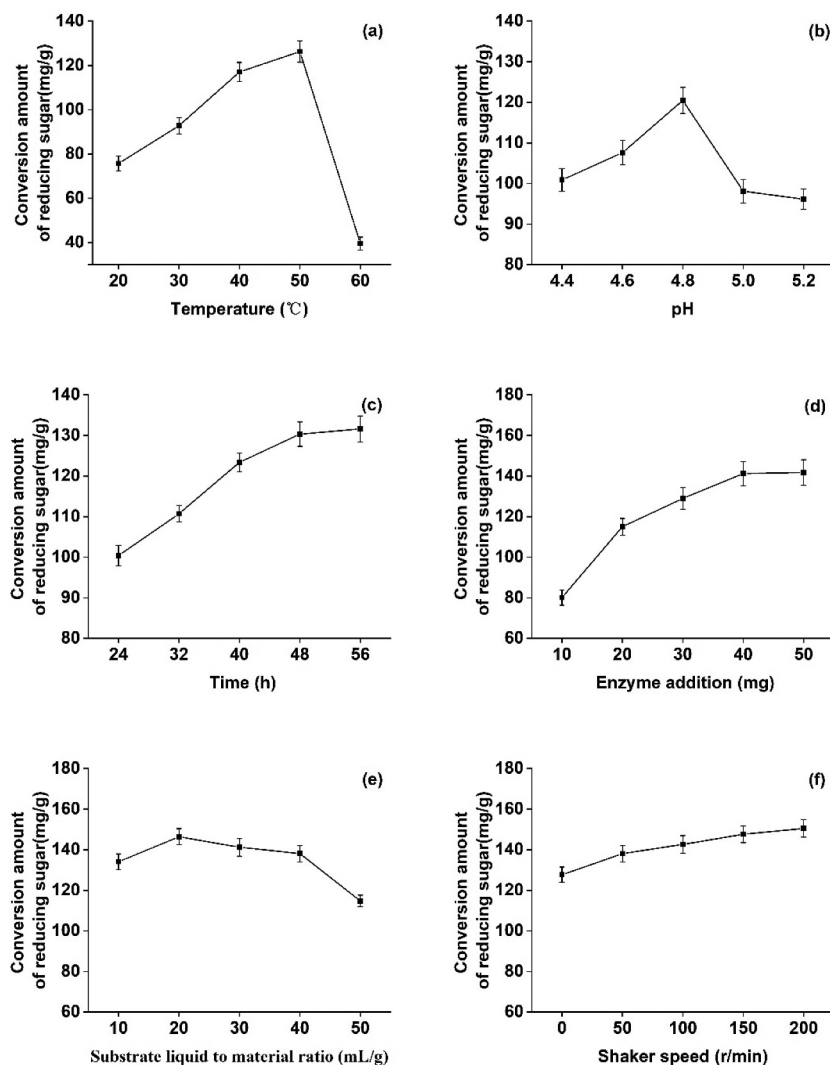 (a)
140
120
100
80
60
40
Conversion amount
of reducing sugar(mg/g)
20 30 40 50 60
Temperature (℃)
(b)
140
130
120
110
100
90
80
Conversion amount
of reducing sugar(mg/g)
4.4 4.6 4.8 5.0 5.2
pH
(c)
140
130
120
110
100
90
80
Conversion amount
of reducing sugar(mg/g)
24 32 40 48 56
Time (h)
(d)
180
160
140
120
100
80
60
Conversion amount
of reducing sugar(mg/g)
10 20 30 40 50
Enzyme addition (mg)
(e)
180
160
140
120
100
80
60
Conversion amount
of reducing sugar(mg/g)
10 20 30 40 50
Substrate liquid to material ratio (mL/g)
(f)
180
160
140
120
100
80
60
Conversion amount
of reducing sugar(mg/g)
0 50 100 150 200
Shaker speed (r/min)